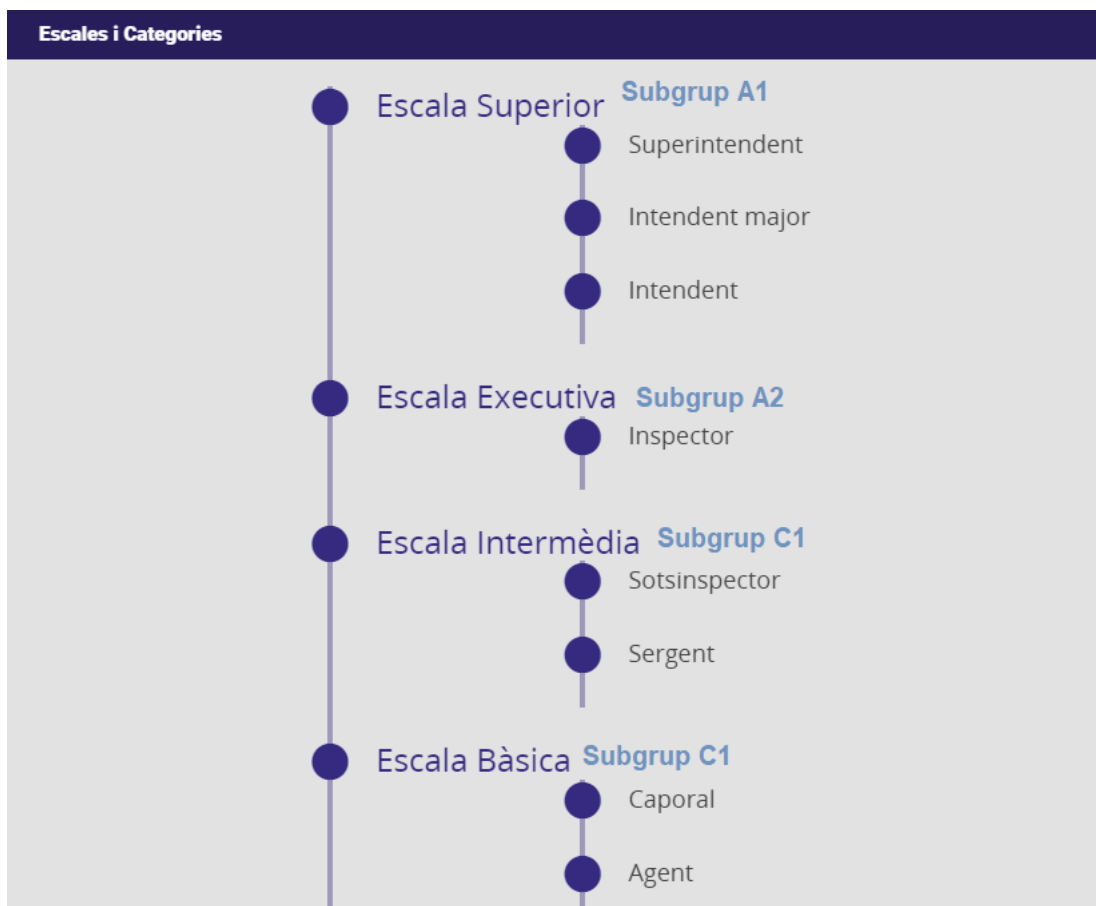 Escales i Categories
Escala Superior Subgrup A1
Superintendent
Intendent major
Intendent
Escala Executiva Subgrup A2
Inspector
Escala Intermèdia Subgrup C1
Sotsinspector
Sergent
Escala Bàsica Subgrup C1
Caporal
Agent